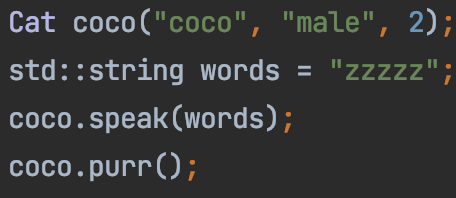 Cat coco("coco", "male", 2);
std::string words = "zzzzz";
coco.speak(words);
coco.purr();